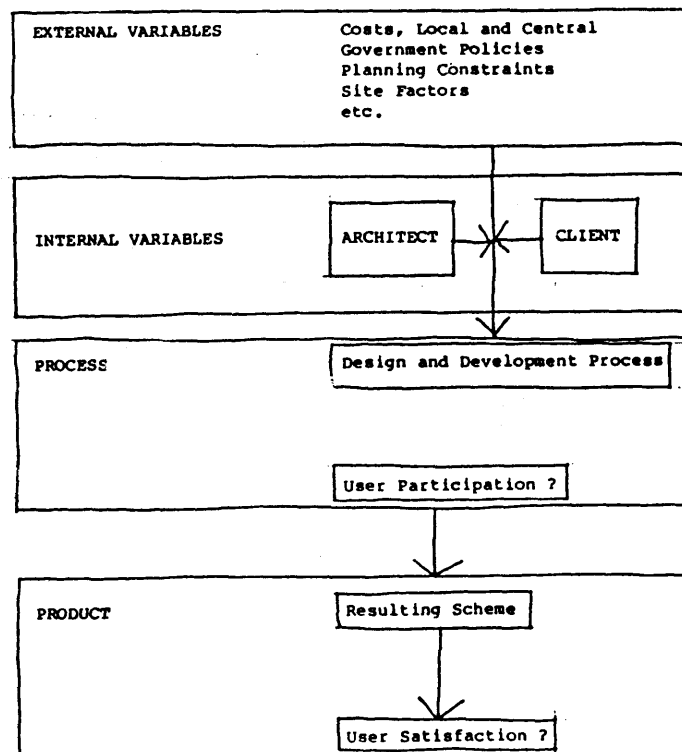 EXTERNAL VARIABLES
Costs, Local and Central
Government Policies
Planning Constraints
Site Factors
etc.
INTERNAL VARIABLES
ARCHITECT
CLIENT
PROCESS
Design and Development Process
User Participation ?
PRODUCT
Resulting Scheme
User Satisfaction ?